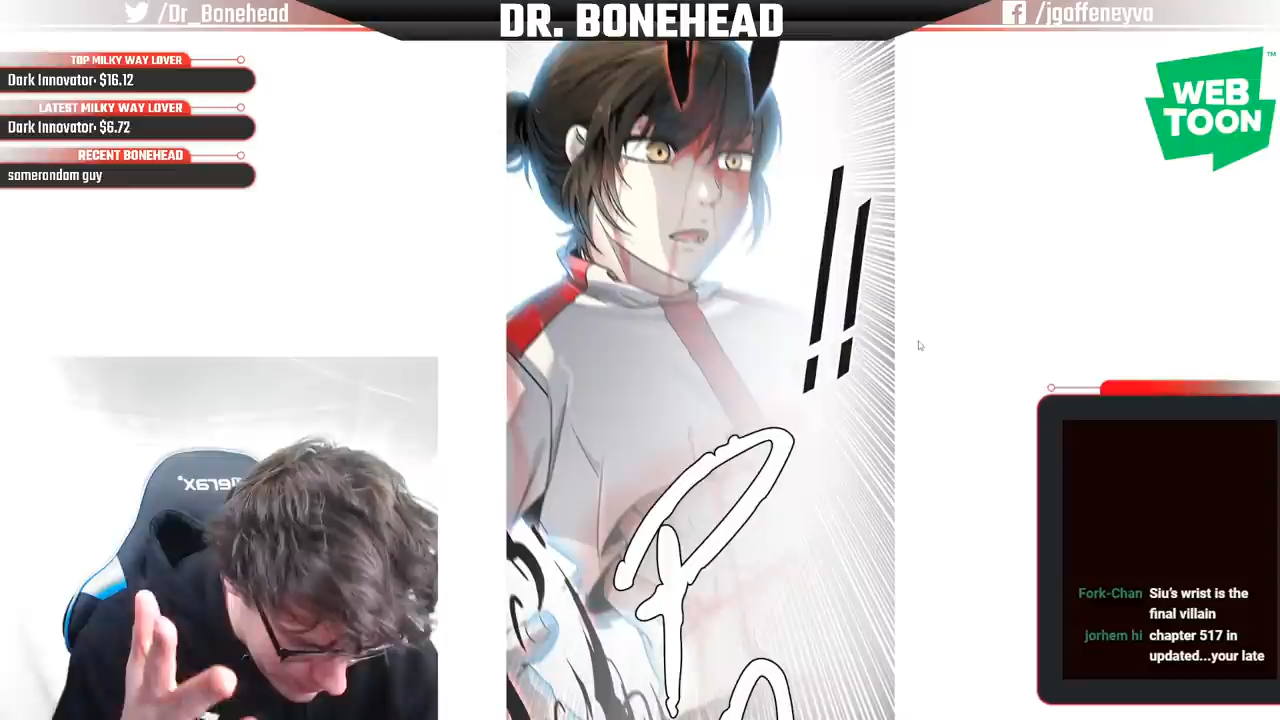 /Dr_Bonehead
DR. BONEHEAD
/jgaffeneyva
TOP MILKY WAY LOVER
Dark Innovator: $16.12
LATEST MILKY WAY LOVER
Dark Innovator: $6.72
RECENT BONEHEAD
samerandam guy
WEB
TOON
™
!!
Fork-Chan Siu's wrist is the
final villain
jorhem hi chapter 517 in
updated...your late